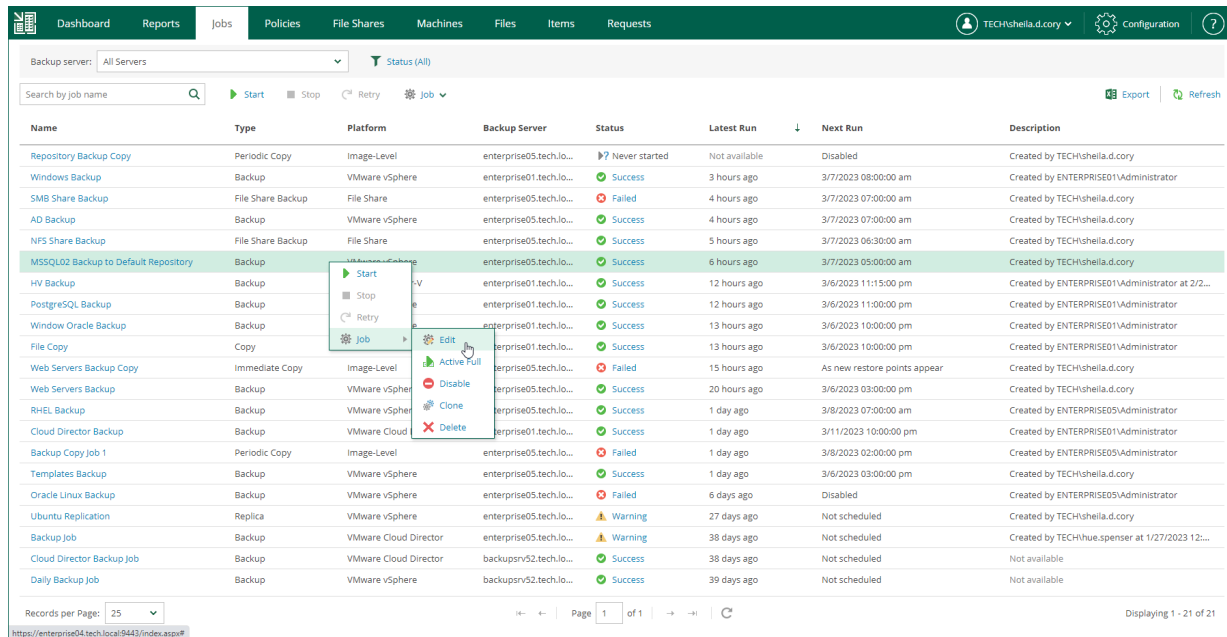 Dashboard Reports Jobs Policies File Shares Machines Files Items Requests TECH\sheila.d.cory Configuration ?
Backup server: All Servers Status (All)
Search by job name Start Stop Retry Job Export Refresh
Name Type Platform Backup Server Status Latest Run ↓ Next Run Description
Repository Backup Copy Periodic Copy Image-Level enterprise05.tech.lo... Never started Not available Disabled Created by TECH\sheila.d.cory
Windows Backup Backup VMware vSphere enterprise01.tech.lo... Success 3 hours ago 3/7/2023 08:00:00 am Created by ENTERPRISE01\Administrator
SMB Share Backup File Share Backup File Share enterprise05.tech.lo... Failed 4 hours ago 3/7/2023 07:00:00 am Created by TECH\sheila.d.cory
AD Backup Backup VMware vSphere enterprise05.tech.lo... Success 4 hours ago 3/7/2023 07:00:00 am Created by TECH\sheila.d.cory
NFS Share Backup File Share Backup File Share enterprise05.tech.lo... Success 5 hours ago 3/7/2023 06:30:00 am Created by TECH\sheila.d.cory
MSSQL02 Backup to Default Repository Backup VMware vSphere enterprise05.tech.lo... Success 6 hours ago 3/7/2023 05:00:00 am Created by TECH\sheila.d.cory
HV Backup Backup Start r-V enterprise01.tech.lo... Success 12 hours ago 3/6/2023 11:15:00 pm Created by ENTERPRISE01\Administrator at 2/2...
PostgreSQL Backup Backup Stop e enterprise01.tech.lo... Success 12 hours ago 3/6/2023 11:00:00 pm Created by ENTERPRISE01\Administrator
Window Oracle Backup Backup Retry e enterprise01.tech.lo... Success 13 hours ago 3/6/2023 10:00:00 pm Created by ENTERPRISE01\Administrator
File Copy Copy Job Edit terprise01.tech.lo... Success 13 hours ago 3/6/2023 10:00:00 pm Created by ENTERPRISE01\Administrator
Web Servers Backup Copy Immediate Copy Image-Level Active Full terprise05.tech.lo... Failed 15 hours ago As new restore points appear Created by TECH\sheila.d.cory
Web Servers Backup Backup VMware vSpher Disable terprise05.tech.lo... Success 20 hours ago 3/6/2023 03:00:00 pm Created by TECH\sheila.d.cory
RHEL Backup Backup VMware vSpher Clone terprise05.tech.lo... Success 1 day ago 3/8/2023 07:00:00 am Created by ENTERPRISE05\Administrator
Cloud Director Backup Backup VMware Cloud Delete terprise01.tech.lo... Success 1 day ago 3/11/2023 10:00:00 pm Created by ENTERPRISE01\Administrator
Backup Copy Job 1 Periodic Copy Image-Level enterprise05.tech.lo... Failed 1 day ago 3/8/2023 02:00:00 pm Created by ENTERPRISE05\Administrator
Templates Backup Backup VMware vSphere enterprise05.tech.lo... Success 1 day ago 3/6/2023 03:00:00 pm Created by TECH\sheila.d.cory
Oracle Linux Backup Backup VMware vSphere enterprise05.tech.lo... Failed 6 days ago Disabled Created by ENTERPRISE05\Administrator
Ubuntu Replication Replica VMware vSphere enterprise05.tech.lo... Warning 27 days ago Not scheduled Created by TECH\sheila.d.cory
Backup Job Backup VMware Cloud Director enterprise05.tech.lo... Warning 38 days ago Not scheduled Created by TECH\hue.spenser at 1/27/2023 12:...
Cloud Director Backup Job Backup VMware Cloud Director backupsrv52.tech.lo... Success 38 days ago Not scheduled Not available
Daily Backup Job Backup VMware vSphere backupsrv52.tech.lo... Success 39 days ago Not scheduled Not available
Records per Page: 25 Page 1 of 1 Displaying 1 - 21 of 21
https://enterprise04.tech.local:9443/index.aspx#